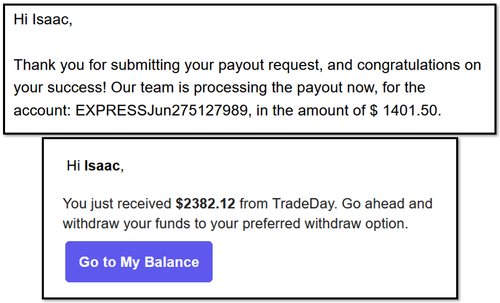 Hi Isaac,
Thank you for submitting your payout request, and congratulations on
your success! Our team is processing the payout now, for the
account: EXPRESSJun275127989, in the amount of $ 1401.50.
Hi Isaac,
You just received $2382.12 from TradeDay. Go ahead and
withdraw your funds to your preferred withdraw option.
Go to My Balance